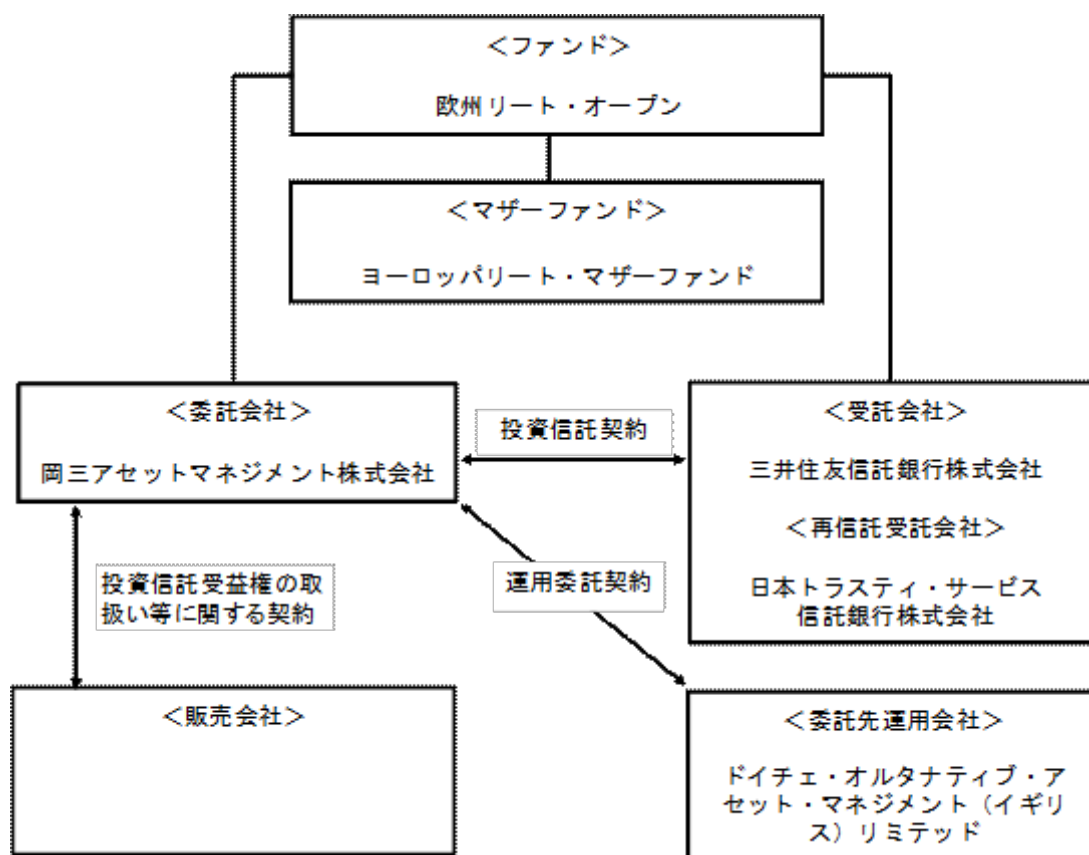 ＜ファンド＞
欧州リート・オープン
＜マザーファンド＞
ヨーロッパリート・マザーファンド
＜委託会社＞
岡三アセットマネジメント株式会社
投資信託契約
＜受託会社＞
三井住友信託銀行株式会社
＜再信託受託会社＞
日本トラスティ・サービス
信託銀行株式会社
投資信託受益権の取
扱い等に関する契約
運用委託契約
＜販売会社＞
＜委託先運用会社＞
ドイチェ・オルタナティブ・ア
セット・マネジメント（イギリ
ス）リミテッド